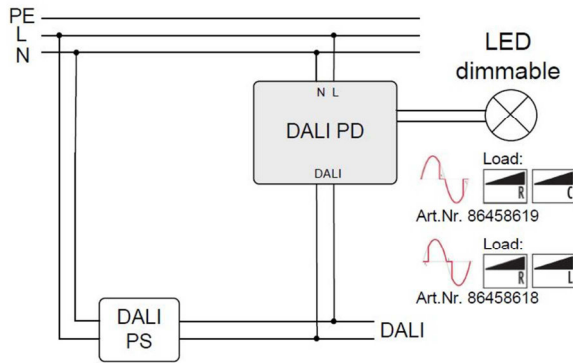 PE
L
N
LED
dimmable
N L
DALI PD
DALI
Load:
R
C
Art.Nr. 86458619
Load:
R
L
Art.Nr. 86458618
DALI
PS
DALI